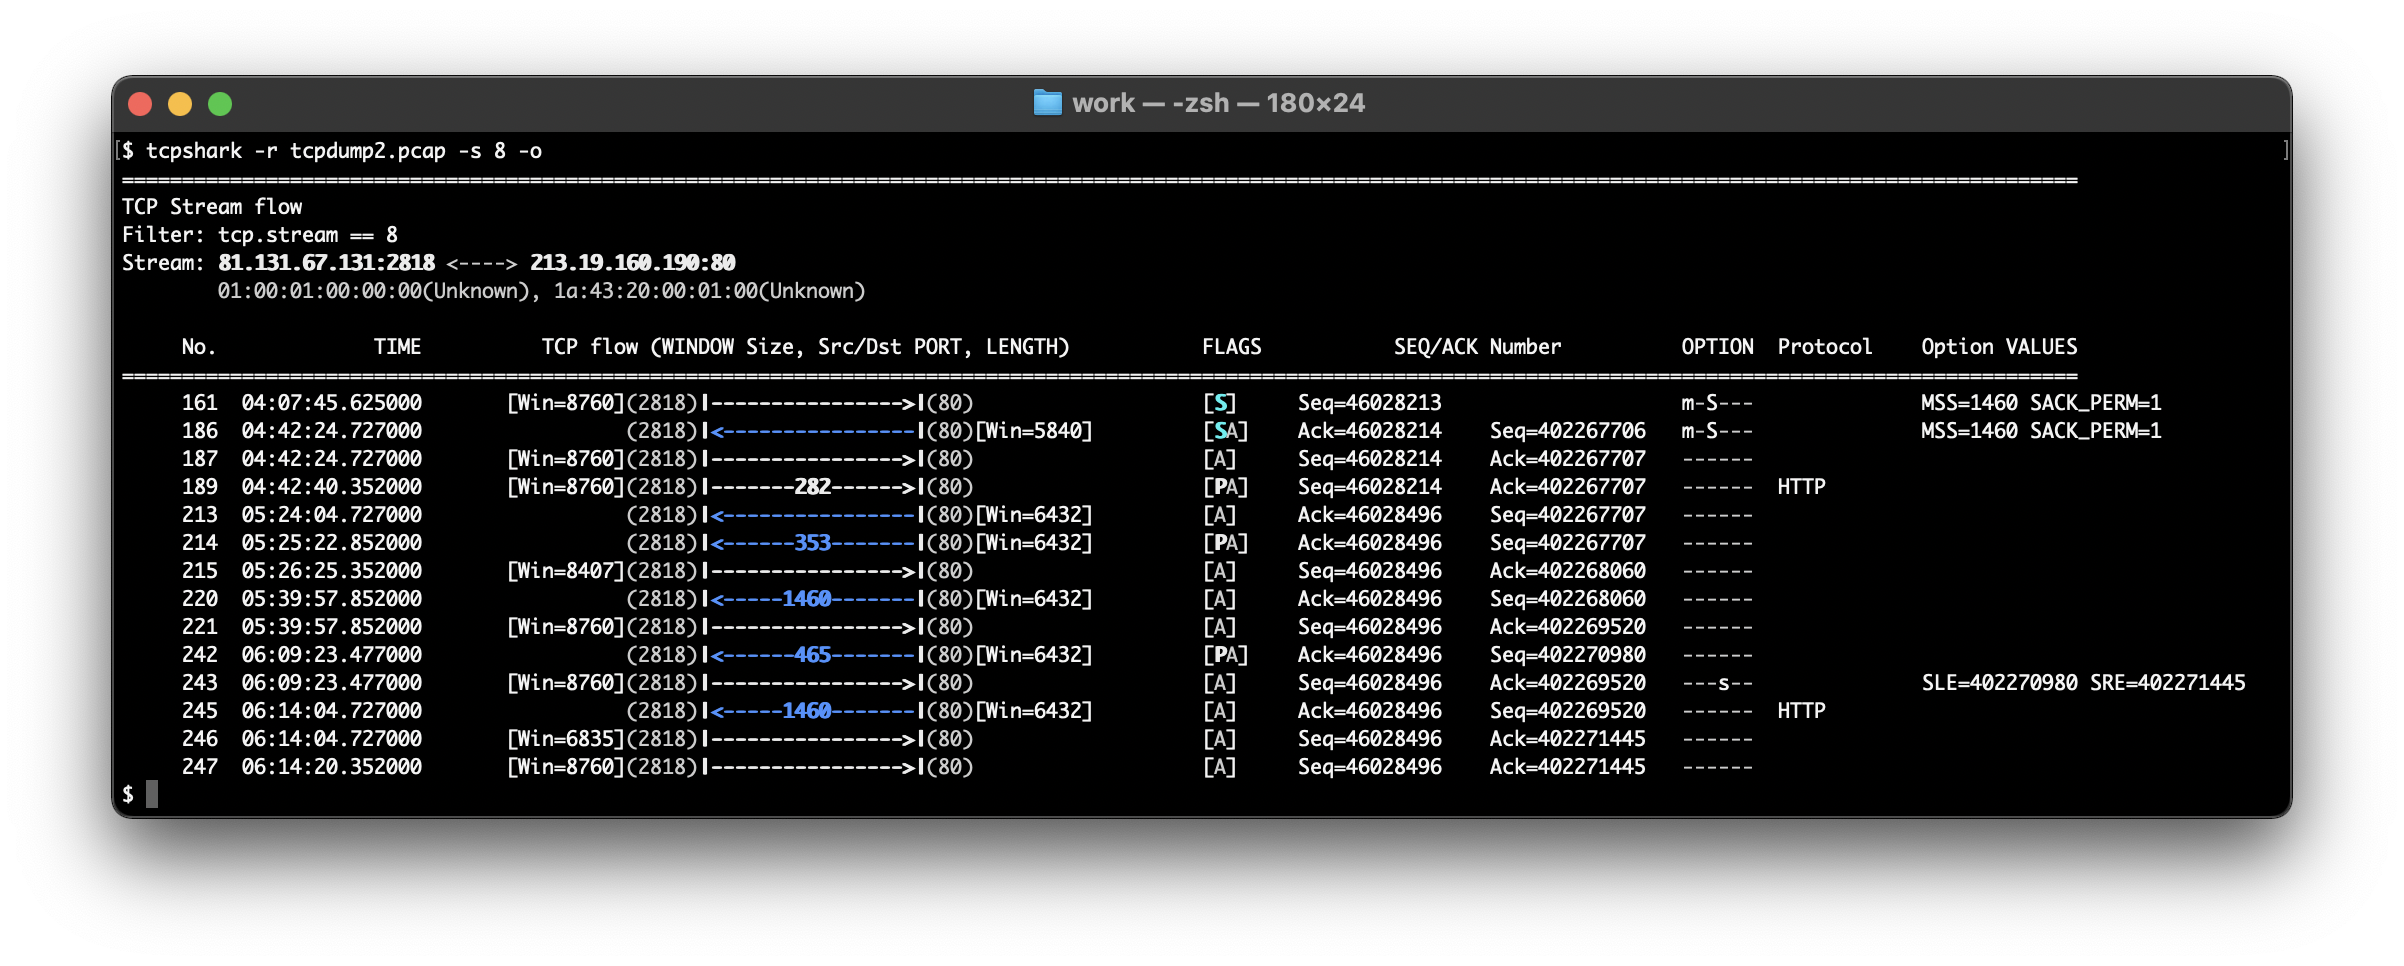 work — -zsh — 180×24
[$ tcpshark -r tcpdump2.pcap -s 8 -o ]
===================================================================================================================================================================
TCP Stream flow
Filter: tcp.stream == 8
Stream: 81.131.67.131:2818 <----> 213.19.160.190:80
        01:00:01:00:00:00(Unknown), 1a:43:20:00:01:00(Unknown)
     No.             TIME          TCP flow (WINDOW Size, Src/Dst PORT, LENGTH)           FLAGS           SEQ/ACK Number          OPTION  Protocol    Option VALUES
===================================================================================================================================================================
     161  04:07:45.625000       [Win=8760](2818)|---------------->|(80)                   [S]     Seq=46028213                    m-S---              MSS=1460 SACK_PERM=1
     186  04:42:24.727000                 (2818)|<----------------|(80)[Win=5840]         [SA]    Ack=46028214    Seq=402267706   m-S---              MSS=1460 SACK_PERM=1
     187  04:42:24.727000       [Win=8760](2818)|---------------->|(80)                   [A]     Seq=46028214    Ack=402267707   ------
     189  04:42:40.352000       [Win=8760](2818)|-------282------>|(80)                   [PA]    Seq=46028214    Ack=402267707   ------  HTTP
     213  05:24:04.727000                 (2818)|<----------------|(80)[Win=6432]         [A]     Ack=46028496    Seq=402267707   ------
     214  05:25:22.852000                 (2818)|<------353-------|(80)[Win=6432]         [PA]    Ack=46028496    Seq=402267707   ------
     215  05:26:25.352000       [Win=8407](2818)|---------------->|(80)                   [A]     Seq=46028496    Ack=402268060   ------
     220  05:39:57.852000                 (2818)|<-----1460-------|(80)[Win=6432]         [A]     Ack=46028496    Seq=402268060   ------
     221  05:39:57.852000       [Win=8760](2818)|---------------->|(80)                   [A]     Seq=46028496    Ack=402269520   ------
     242  06:09:23.477000                 (2818)|<------465-------|(80)[Win=6432]         [PA]    Ack=46028496    Seq=402270980   ------
     243  06:09:23.477000       [Win=8760](2818)|---------------->|(80)                   [A]     Seq=46028496    Ack=402269520   ---s--              SLE=402270980 SRE=402271445
     245  06:14:04.727000                 (2818)|<-----1460-------|(80)[Win=6432]         [A]     Ack=46028496    Seq=402269520   ------  HTTP
     246  06:14:04.727000       [Win=6835](2818)|---------------->|(80)                   [A]     Seq=46028496    Ack=402271445   ------
     247  06:14:20.352000       [Win=8760](2818)|---------------->|(80)                   [A]     Seq=46028496    Ack=402271445   ------
$